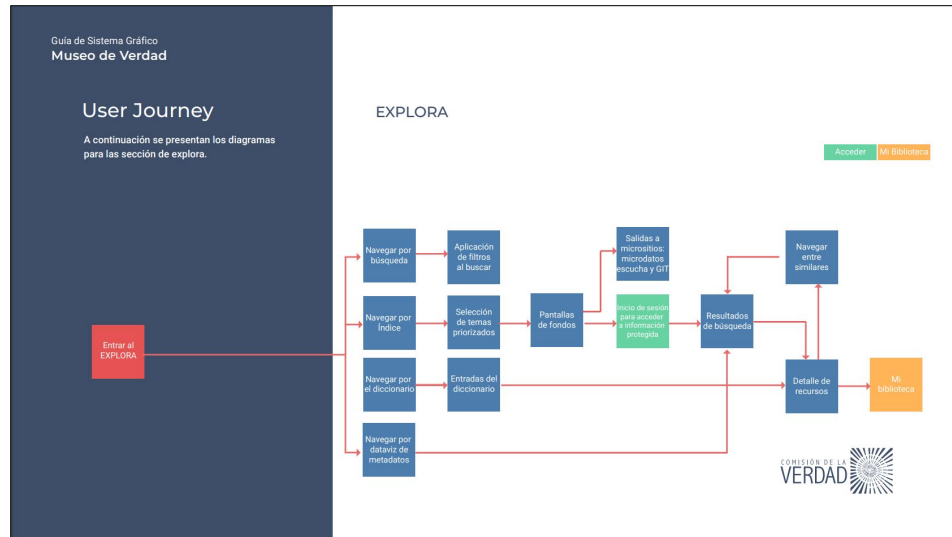 Guía de Sistema Gráfico
Museo de Verdad
User Journey
A continuación se presentan los diagramas
para las sección de explora.
EXPLORA
Acceder
Mi Biblioteca
Entrar al
EXPLORA
Navegar por
búsqueda
Aplicación
de filtros
al buscar
Salidas a
micrositios:
microdatos
escucha y GIT
Navegar
entre
similares
Navegar por
Índice
Selección
de temas
priorizados
Pantallas
de fondos
Inicio de sesión
para acceder
a información
protegida
Resultados
de búsqueda
Navegar por
el diccionario
Entradas del
diccionario
Detalle de
recursos
Mi
biblioteca
Navegar por
dataviz de
metadatos
COMISIÓN DE LA
VERDAD